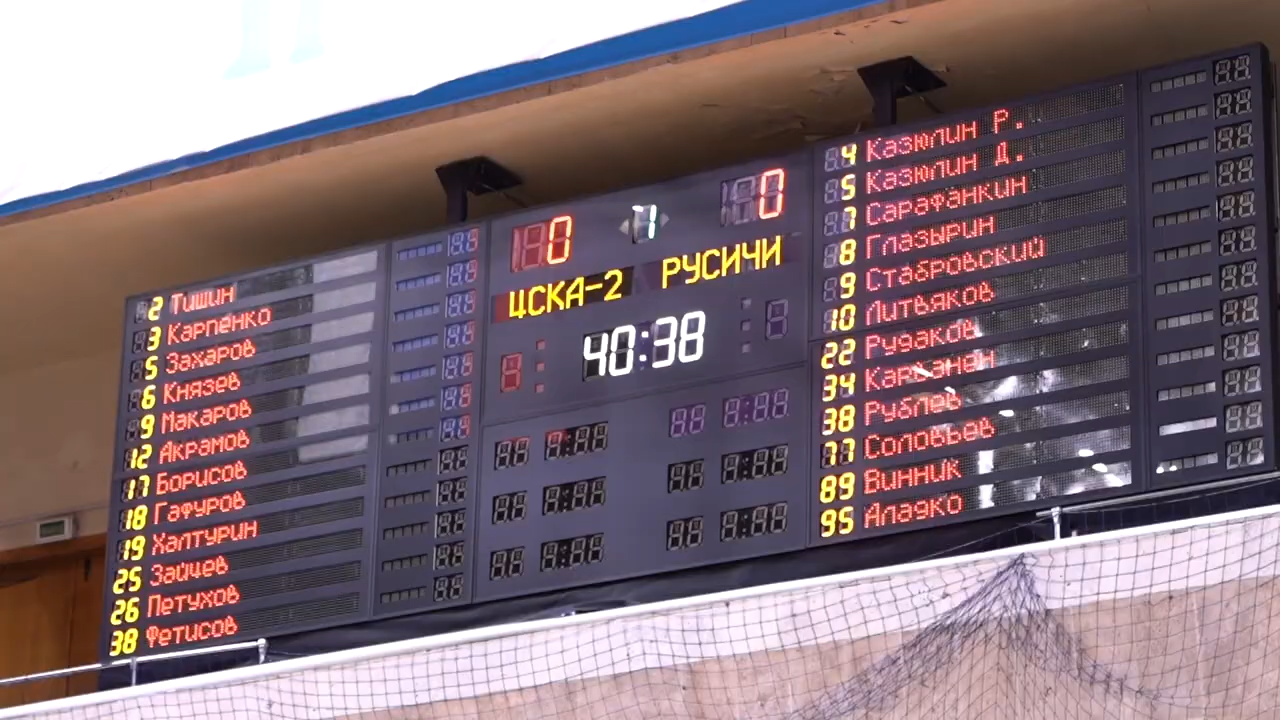 0 1 0
ЦСКА-2 РУСИЧИ
40:38
2 Тишин
3 Карпенко
5 Захаров
6 Князев
9 Макаров
12 Акрамов
17 Борисов
18 Гафуров
19 Халтурин
25 Зайцев
26 Петухов
38 Фетисов
4 Казюлин Р.
5 Казюлин Д.
7 Сарафанкин
8 Глазырин
9 Стабровский
10 Литвяков
22 Рудаков
34
38 Рублев
77 Соловьев
89 Винник
95 Аладко